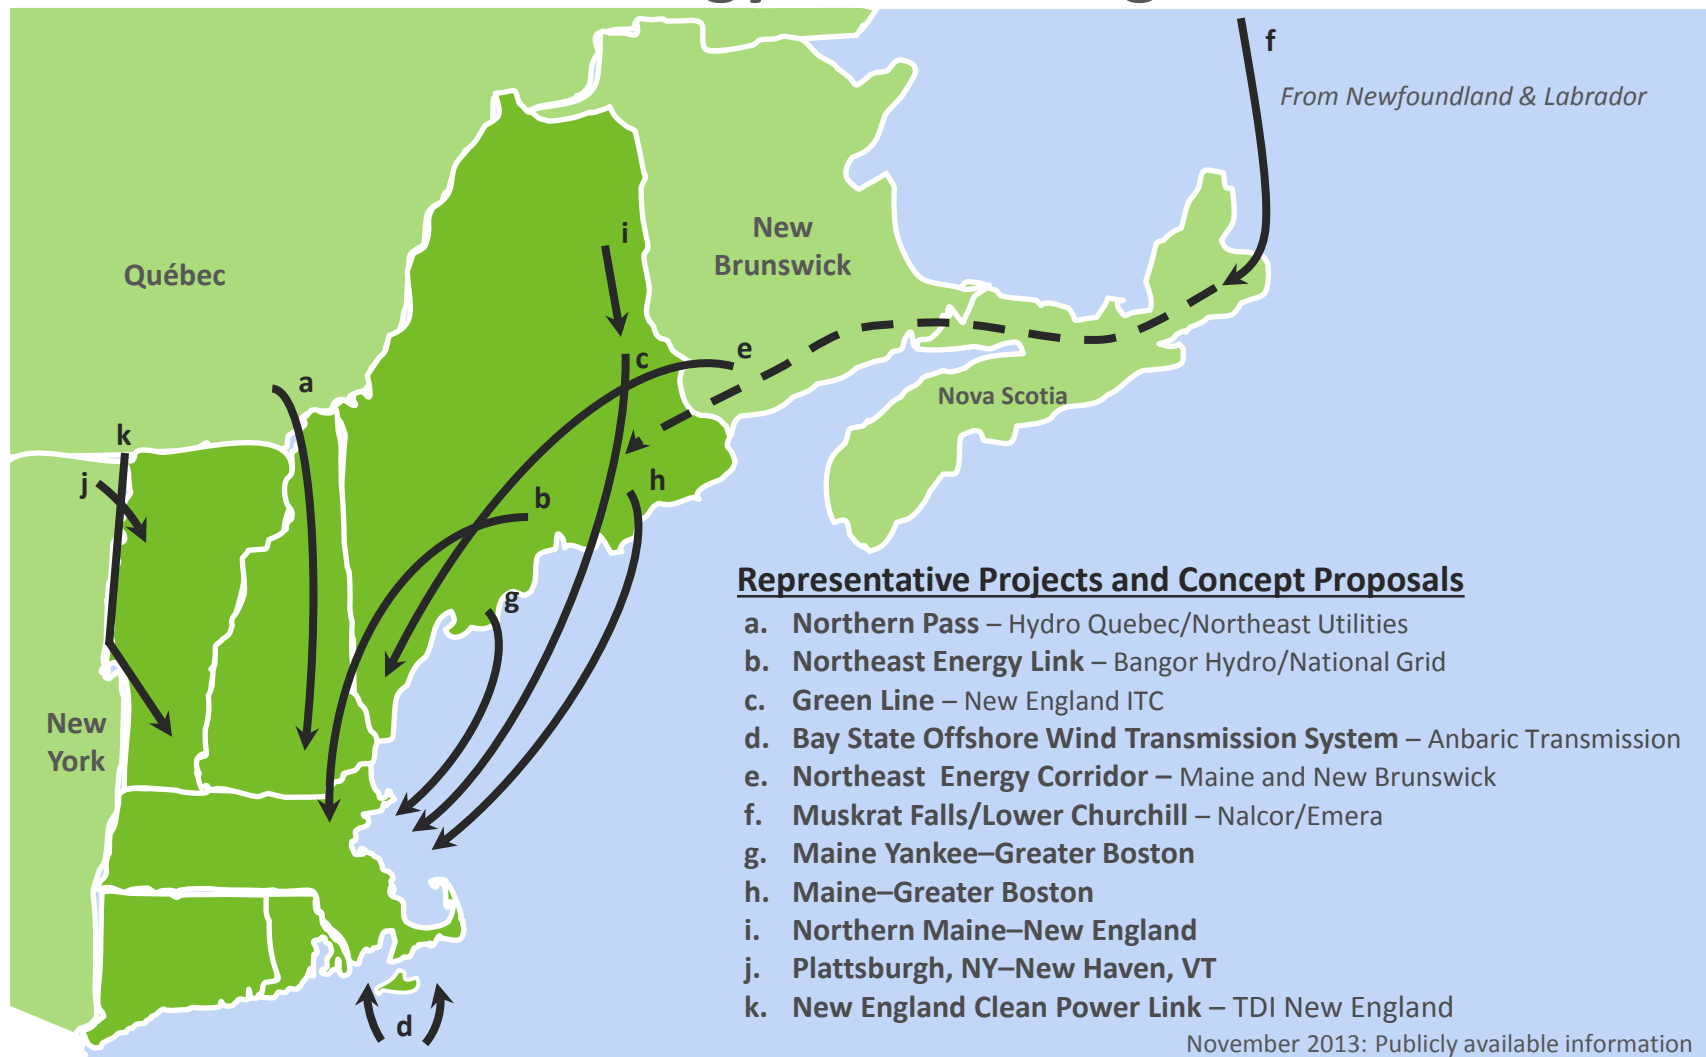 f
From Newfoundland & Labrador
New
Brunswick
i
Québec
e
c
Nova Scotia
a
k
j
h
b
g
New
York
d
Representative Projects and Concept Proposals
a. Northern Pass – Hydro Quebec/Northeast Utilities
b. Northeast Energy Link – Bangor Hydro/National Grid
c. Green Line – New England ITC
d. Bay State Offshore Wind Transmission System – Anbaric Transmission
e. Northeast Energy Corridor – Maine and New Brunswick
f. Muskrat Falls/Lower Churchill – Nalcor/Emera
g. Maine Yankee–Greater Boston
h. Maine–Greater Boston
i. Northern Maine–New England
j. Plattsburgh, NY–New Haven, VT
k. New England Clean Power Link – TDI New England
November 2013: Publicly available information